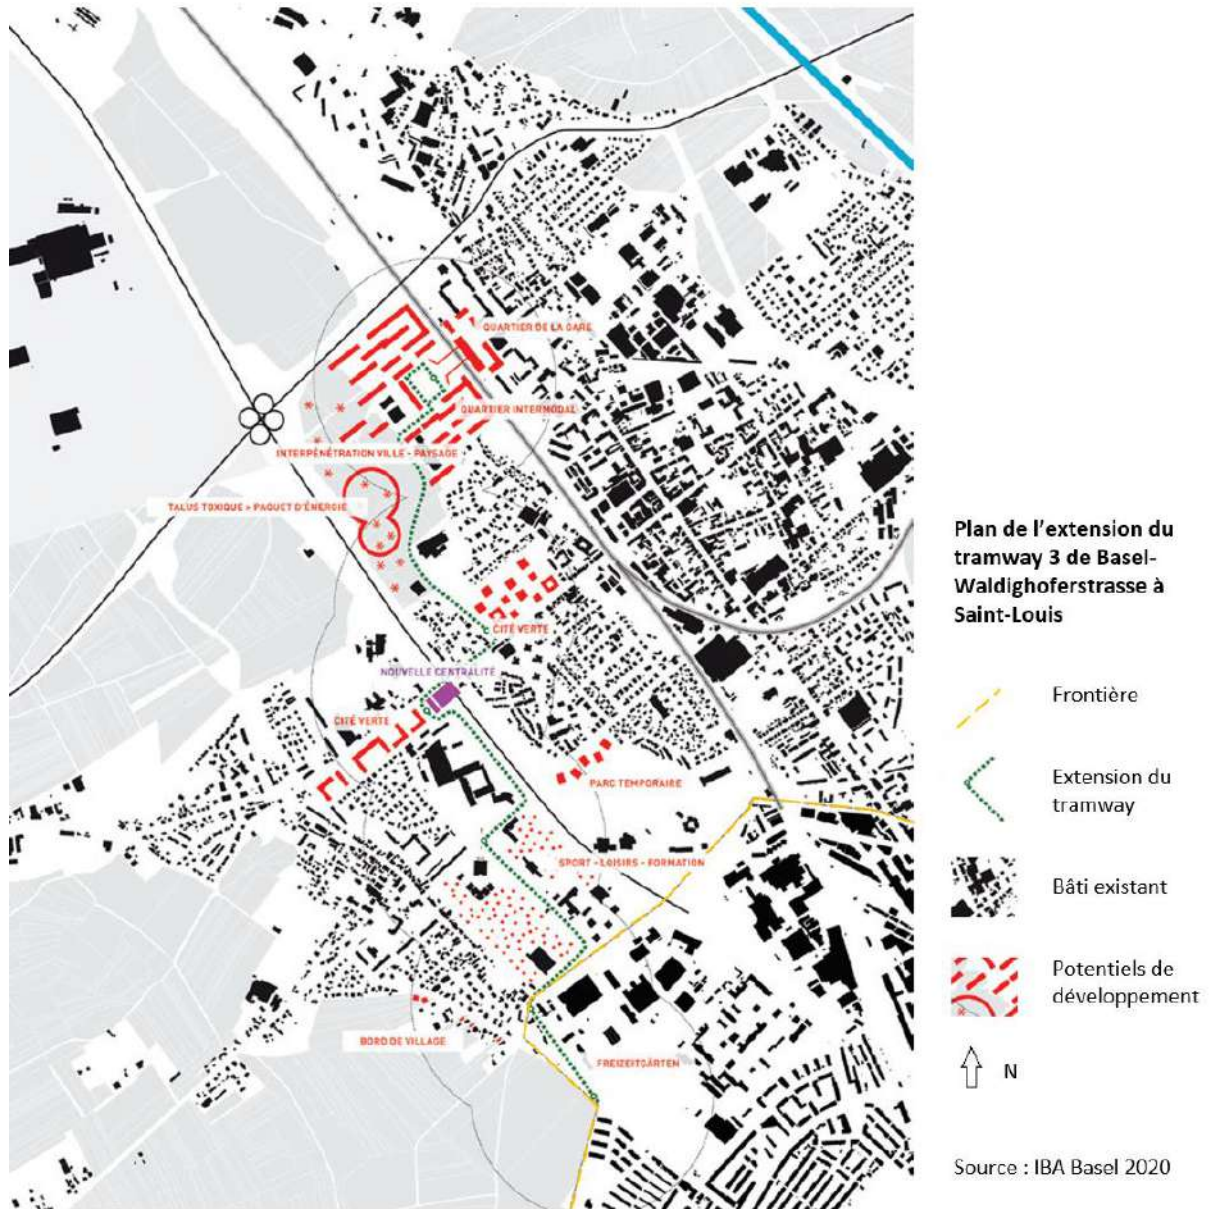 QUARTIER DE LA GARE
QUARTIER INTERMODAL
INTERPÉNÉTRATION VILLE - PAYSAGE
TALUS TOXIQUE > PAQUET D'ÉNERGIE
CITÉ VERTE
NOUVELLE CENTRALITÉ
CITÉ VERTE
PARC TEMPORAIRE
SPORT - LOISIRS - FORMATION
BORD DE VILLAGE
FREIZEITGÄRTEN
Plan de l'extension du
tramway 3 de Basel-
Waldighoferstrasse à
Saint-Louis
Frontière
Extension du
tramway
Bâti existant
Potentiels de
développement
N
Source : IBA Basel 2020